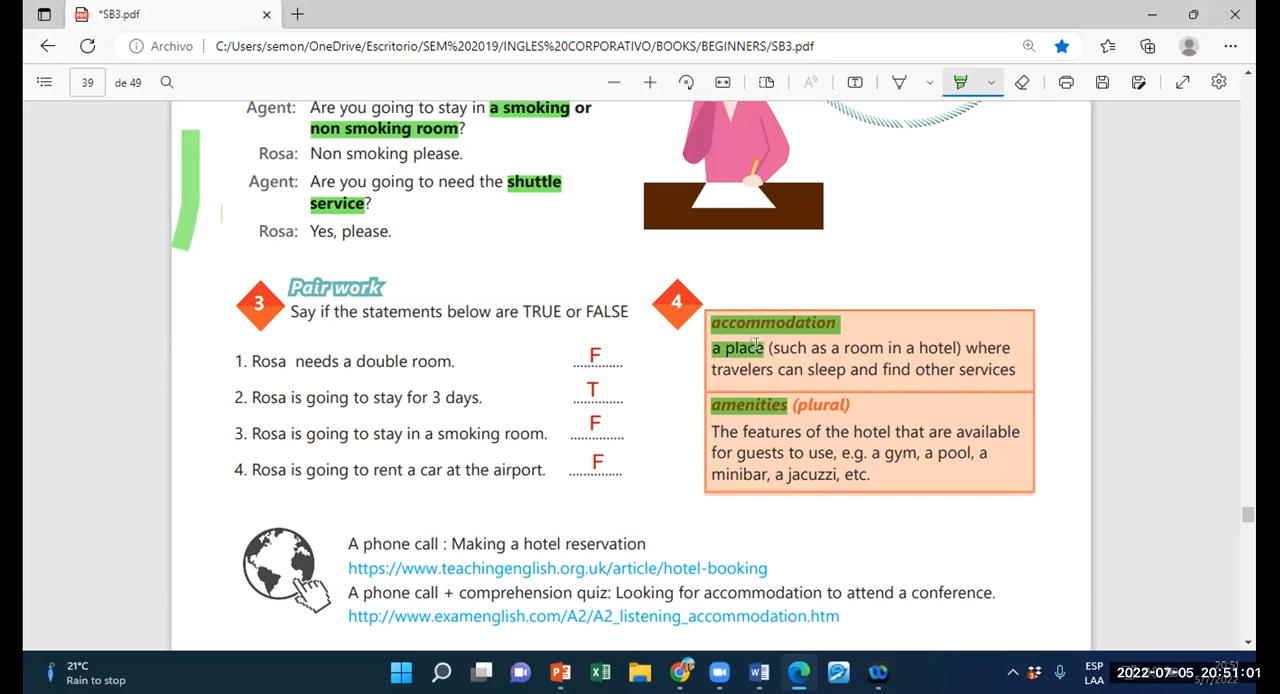 *SB3.pdf
Archivo
C:/Users/semon/OneDrive/Escritorio/SEM%202019/INGLES%20CORPORATIVO/BOOKS/BEGINNERS/SB3.pdf
39 de 49
Agent: Are you going to stay in a smoking or
non smoking room?
Rosa: Non smoking please.
Agent: Are you going to need the shuttle
service?
Rosa: Yes, please.
3 Pair work
Say if the statements below are TRUE or FALSE
1. Rosa needs a double room. F
2. Rosa is going to stay for 3 days. T
3. Rosa is going to stay in a smoking room. F
4. Rosa is going to rent a car at the airport. F
4
accommodation
a place (such as a room in a hotel) where
travelers can sleep and find other services
amenities (plural)
The features of the hotel that are available
for guests to use, e.g. a gym, a pool, a
minibar, a jacuzzi, etc.
A phone call : Making a hotel reservation
https://www.teachingenglish.org.uk/article/hotel-booking
A phone call + comprehension quiz: Looking for accommodation to attend a conference.
http://www.examenglish.com/A2/A2_listening_accommodation.htm
21°C
Rain to stop
ESP
LAA
2022-07-05 20:51:01